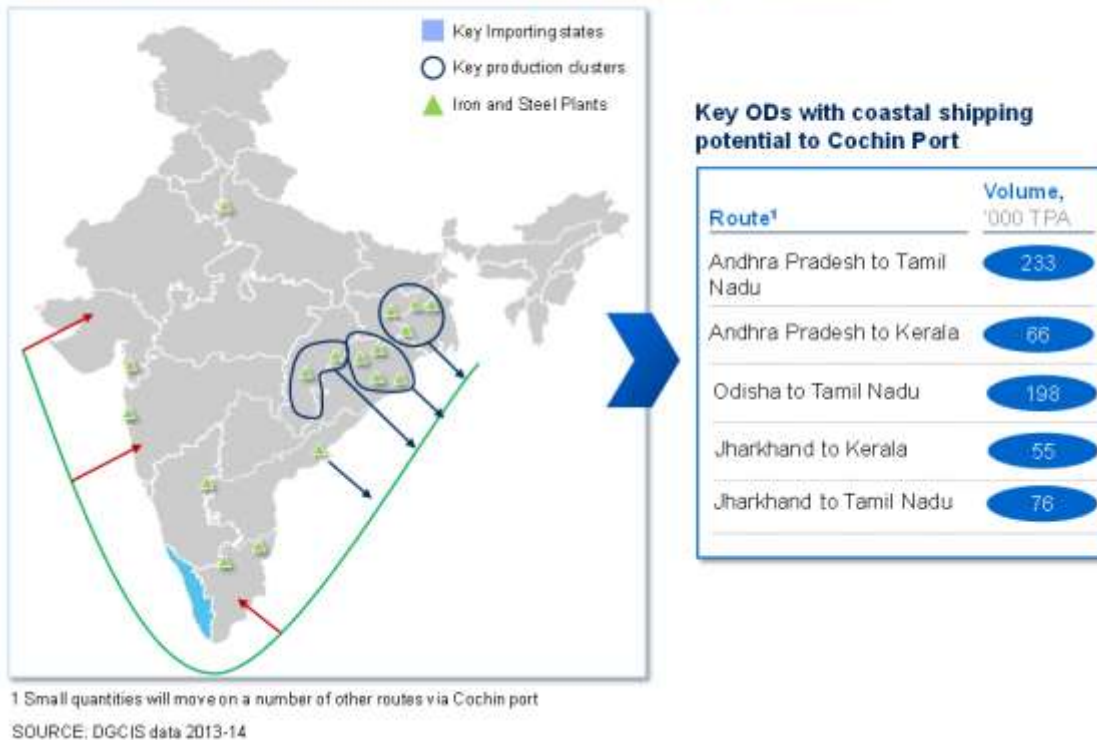 Key Importing states
Key production clusters
Iron and Steel Plants
Key ODs with coastal shipping
potential to Cochin Port
Route¹
Volume,
'000 TPA
Andhra Pradesh to Tamil
Nadu
233
Andhra Pradesh to Kerala
66
Odisha to Tamil Nadu
198
Jharkhand to Kerala
55
Jharkhand to Tamil Nadu
76
1 Small quantities will move on a number of other routes via Cochin port
SOURCE: DGCIS data 2013-14